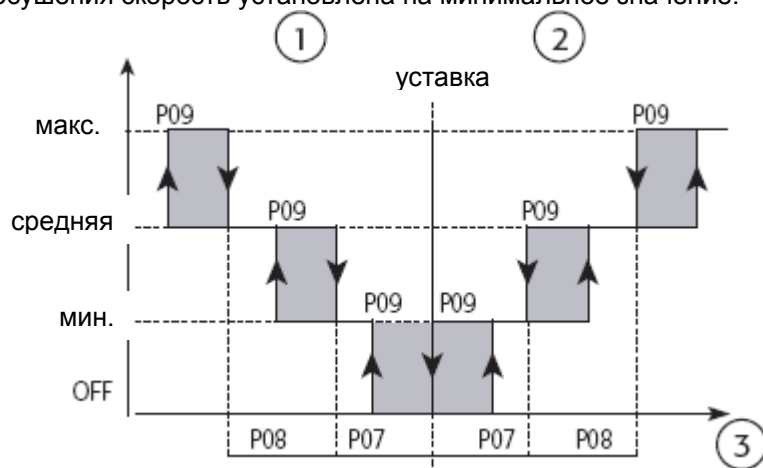 осушения скорость установлена на минимальное значение.
1 2
уставка
P09 P09
макс.
P09 P09
средняя
P09 P09
мин.
OFF
P08 P07 P07 P08
3